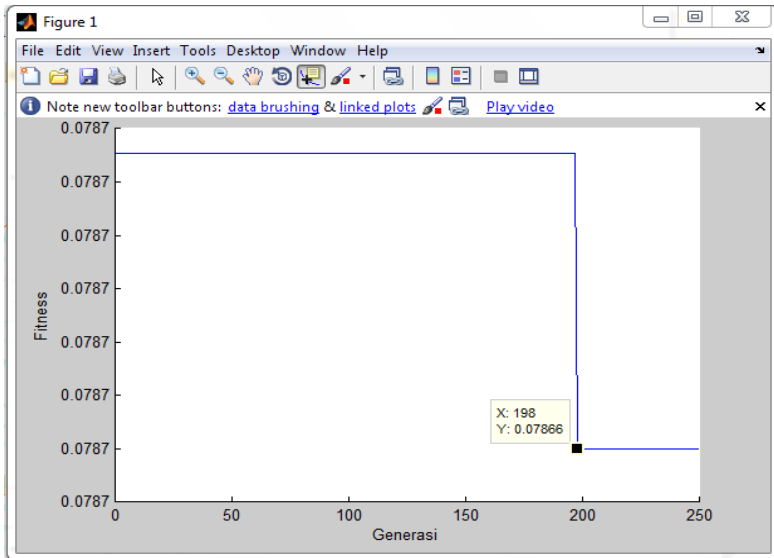 Figure 1
File Edit View Insert Tools Desktop Window Help
Note new toolbar buttons: data brushing & linked plots Play video
0.0787
0.0787
0.0787
0.0787
0.0787
0.0787
0.0787
0.0787
Fitness
X: 198
Y: 0.07866
0 50 100 150 200 250
Generasi